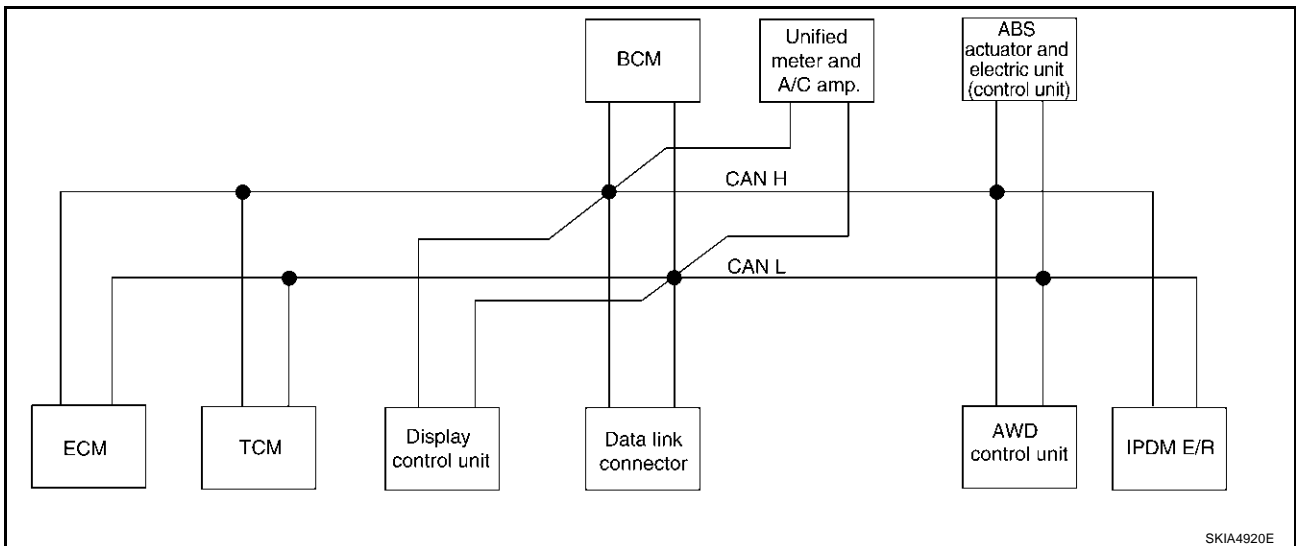 BCM
Unified
meter and
A/C amp.
ABS
actuator and
electric unit
(control unit)
CAN H
CAN L
ECM
TCM
Display
control unit
Data link
connector
AWD
control unit
IPDM E/R
SKIA4920E